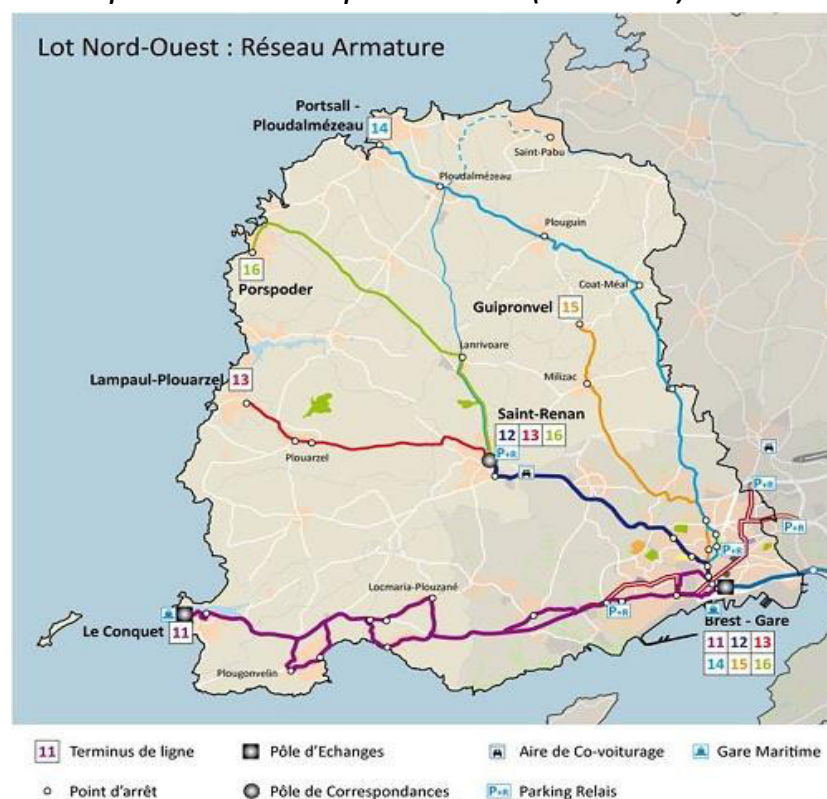 Lot Nord-Ouest : Réseau Armature
Portsall -
Ploudalmézeau
14
Saint-Pabu
Ploudalmézeau
Plouguin
16
Porspoder
Coat-Méal
Guipronvel 15
Lanrivoare
Lampaul-Plouarzel 13
Milizac
Saint-Renan
12 13 16
P+R
Plouarzel
P+R
P+R
P+R
Locmaria-Plouzané
P+R
Le Conquet
11
Brest - Gare
11 12 13
14 15 16
Plougonvelin
11 Terminus de ligne
Pôle d'Echanges
Aire de Co-voiturage
Gare Maritime
Point d'arrêt
Pôle de Correspondances
P+R Parking Relais